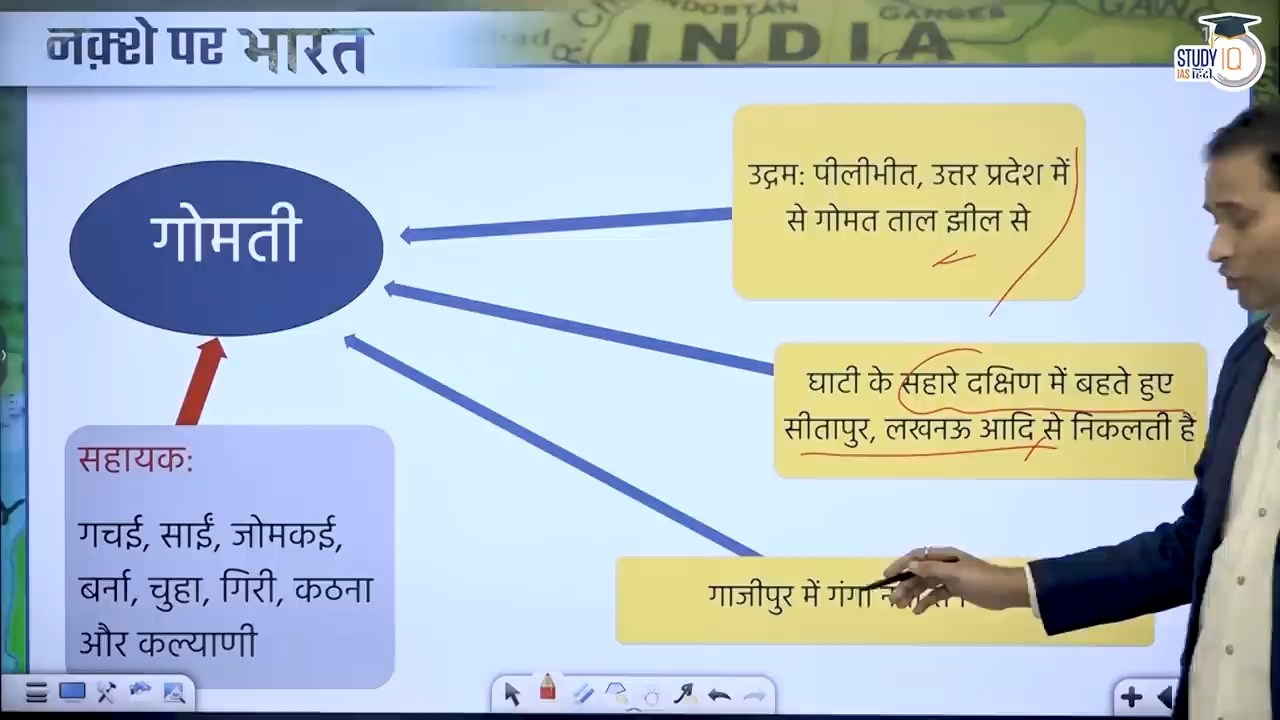 नक़्शे पर भारत
INDIA
GANGES
STUDY IQ
IAS हिंदी
गोमती
उद्गम: पीलीभीत, उत्तर प्रदेश में
से गोमत ताल झील से
घाटी के सहारे दक्षिण में बहते हुए
सीतापुर, लखनऊ आदि से निकलती है
सहायक:
गचई, साईं, जोमकई,
बर्ना, चुहा, गिरी, कठना
और कल्याणी
गाजीपुर में गंगा